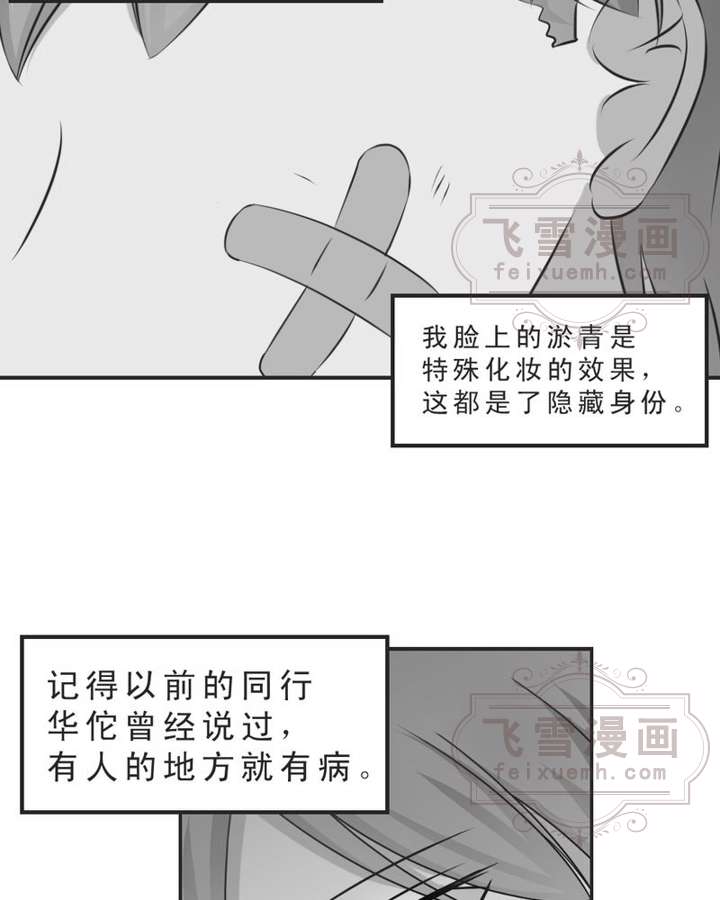 飞雪漫画
feixuemh.com
我脸上的淤青是
特殊化妆的效果，
这都是了隐藏身份。
记得以前的同行
华佗曾经说过，
有人的地方就有病。
飞雪漫画
feixuemh.com